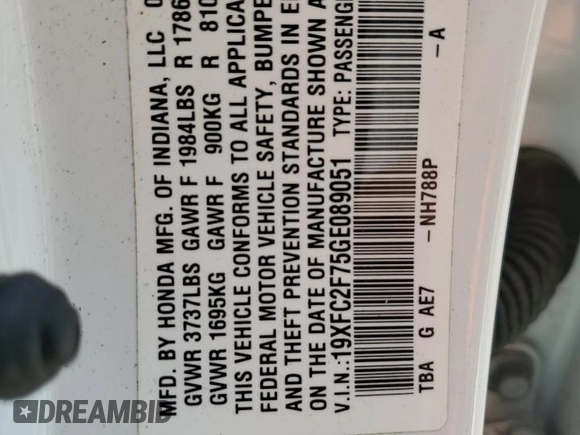 MFD. BY HONDA MFG. OF INDIANA, LLC
GVWR 3737LBS GAWR F 1984LBS R 1786
GVWR 1695KG GAWR F 900KG R 810
THIS VEHICLE CONFORMS TO ALL APPLICA
FEDERAL MOTOR VEHICLE SAFETY, BUMPE
AND THEFT PREVENTION STANDARDS IN E
ON THE DATE OF MANUFACTURE SHOWN A
V.I.N.:19XFC2F75GE089051 TYPE: PASSENG
TBA G AE7 -NH788P -A
DREAMBID